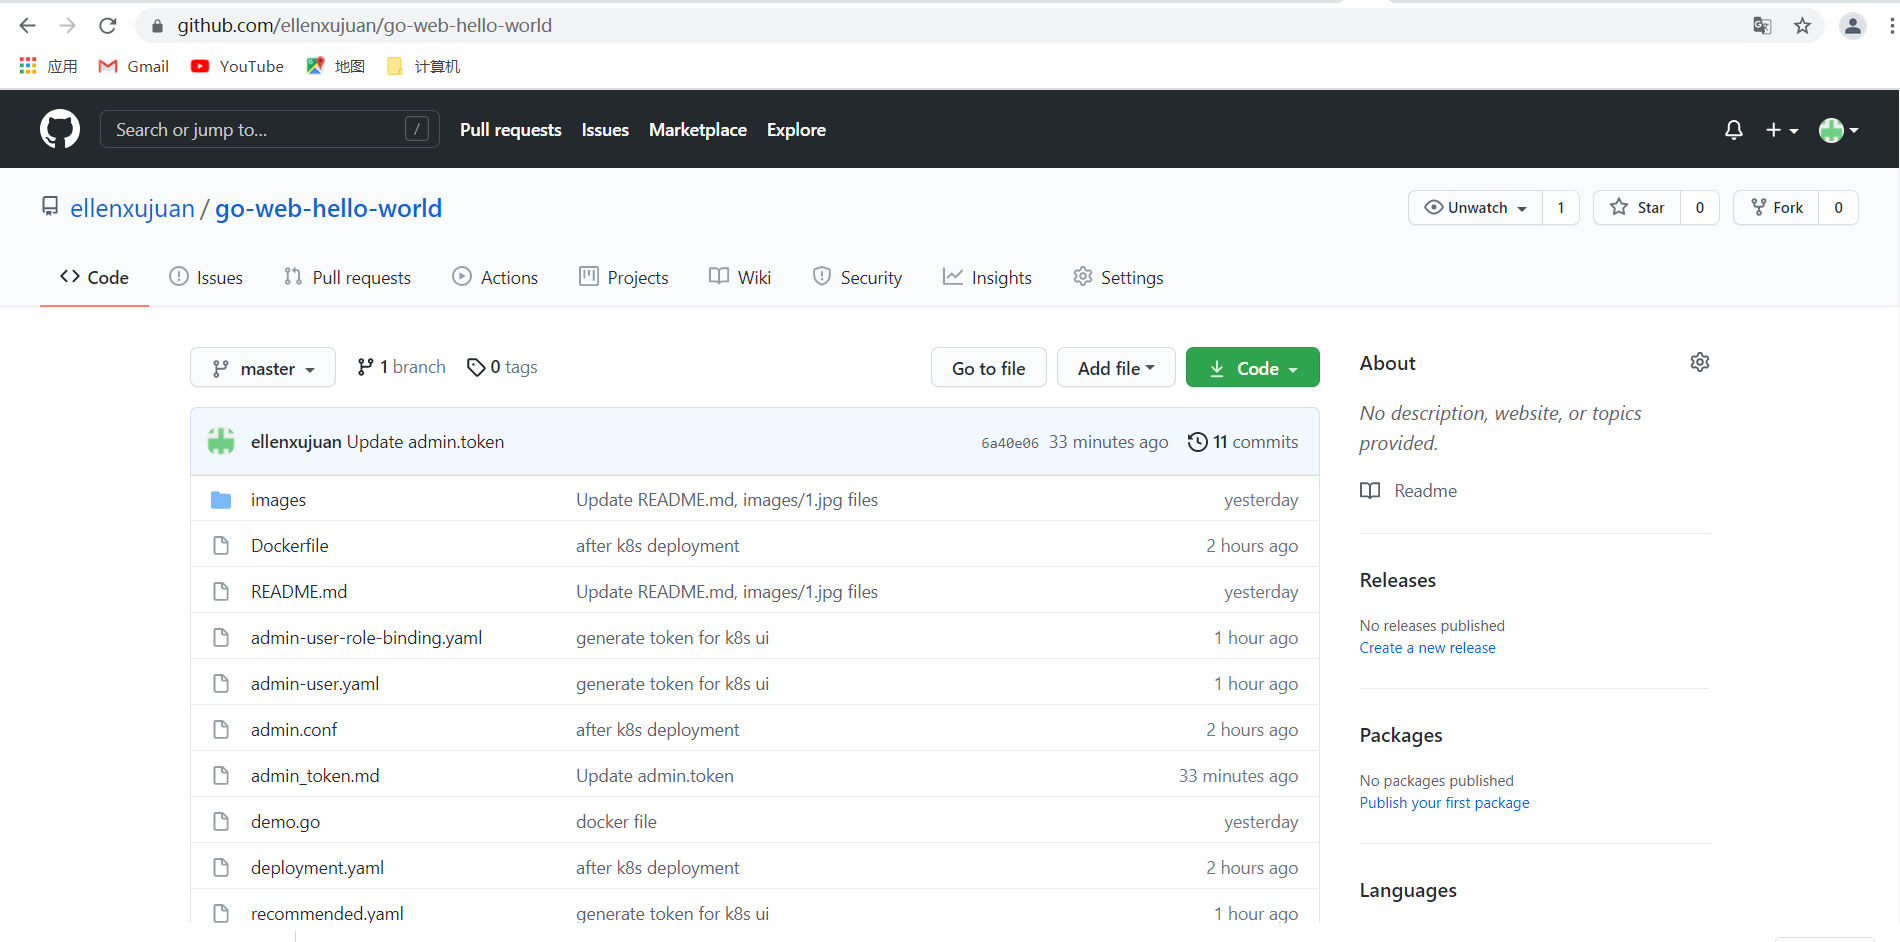 github.com/ellenxujuan/go-web-hello-world
应用 Gmail YouTube 地图 计算机
Search or jump to... / Pull requests Issues Marketplace Explore
ellenxujuan / go-web-hello-world Unwatch 1 Star 0 Fork 0
Code Issues Pull requests Actions Projects Wiki Security Insights Settings
master 1 branch 0 tags Go to file Add file Code
ellenxujuan Update admin.token 6a40e06 33 minutes ago 11 commits
images Update README.md, images/1.jpg files yesterday
Dockerfile after k8s deployment 2 hours ago
README.md Update README.md, images/1.jpg files yesterday
admin-user-role-binding.yaml generate token for k8s ui 1 hour ago
admin-user.yaml generate token for k8s ui 1 hour ago
admin.conf after k8s deployment 2 hours ago
admin_token.md Update admin.token 33 minutes ago
demo.go docker file yesterday
deployment.yaml after k8s deployment 2 hours ago
recommended.yaml generate token for k8s ui 1 hour ago
About
No description, website, or topics
provided.
Readme
Releases
No releases published
Create a new release
Packages
No packages published
Publish your first package
Languages